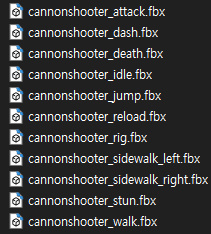 cannonshooter_attack.fbx
cannonshooter_dash.fbx
cannonshooter_death.fbx
cannonshooter_idle.fbx
cannonshooter_jump.fbx
cannonshooter_reload.fbx
cannonshooter_rig.fbx
cannonshooter_sidewalk_left.fbx
cannonshooter_sidewalk_right.fbx
cannonshooter_stun.fbx
cannonshooter_walk.fbx